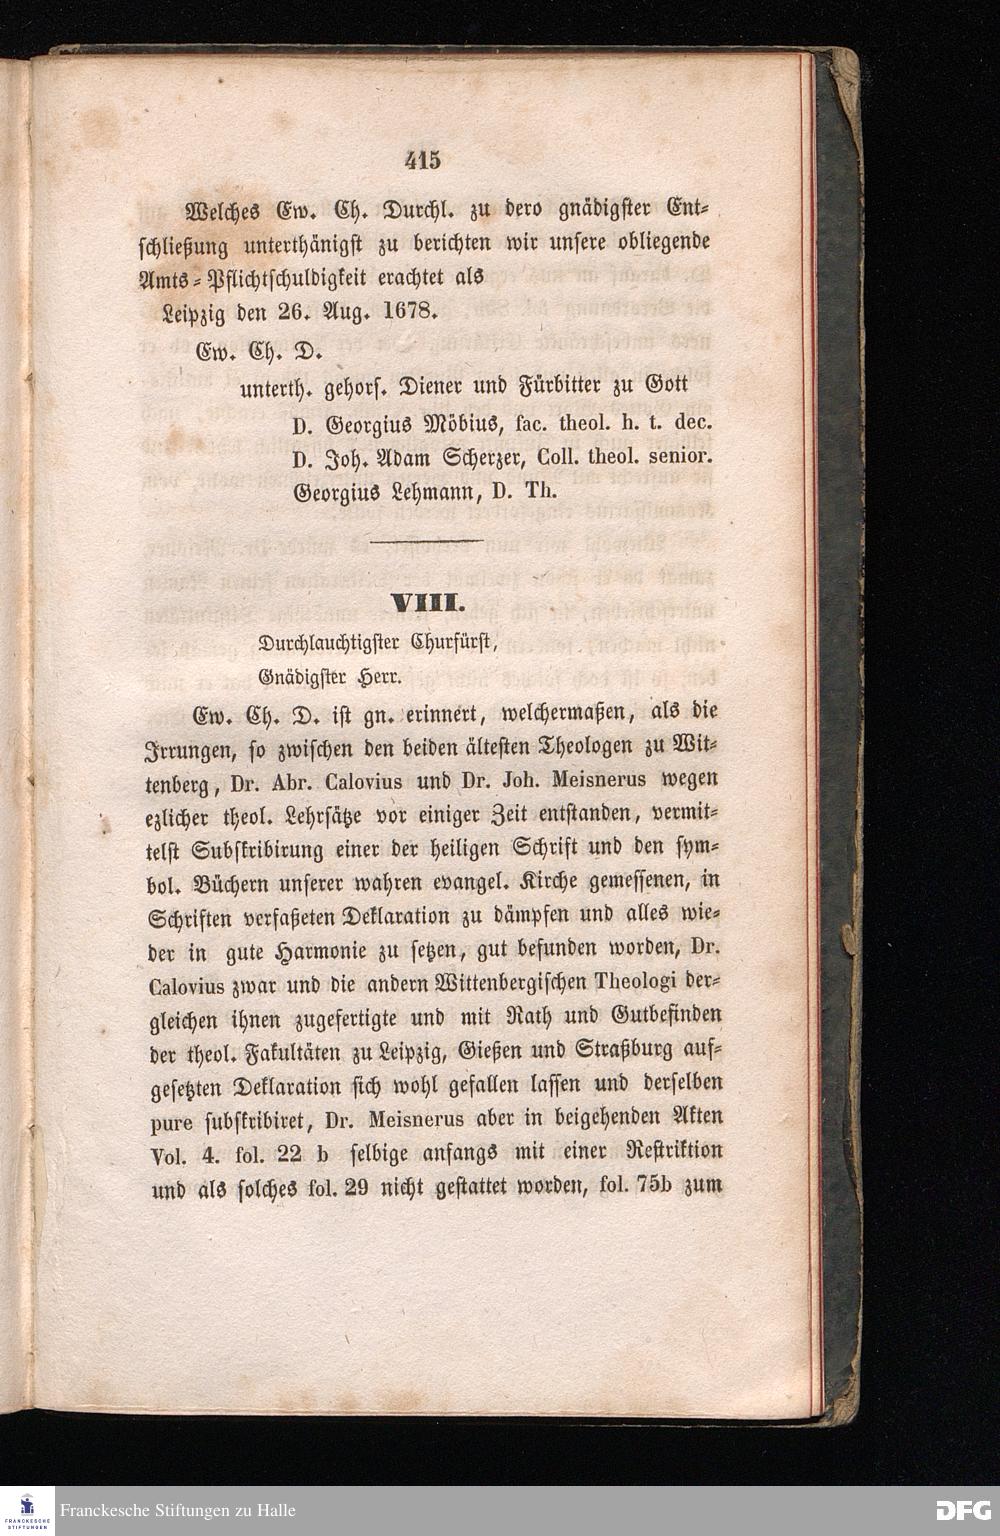 415
Welches Ew. Ch. Durchl. zu dero gnädigster Ent-
schließung unterthänigst zu berichten wir unsere obliegende
Amts-Pflichtschuldigkeit erachtet als
Leipzig den 26. Aug. 1678.
Ew. Ch. D.
unterth. gehors. Diener und Fürbitter zu Gott
D. Georgius Möbius, fac. theol. h. t. dec.
D. Joh. Adam Scherzer, Coll. theol. senior.
Georgius Lehmann, D. Th.
VIII.
Durchlauchtigster Churfürst,
Gnädigster Herr.
Ew. Ch. D. ist gn. erinnert, welchermaßen, als die
Irrungen, so zwischen den beiden ältesten Theologen zu Wit-
tenberg, Dr. Abr. Calovius und Dr. Joh. Meisnerus wegen
ezlicher theol. Lehrsätze vor einiger Zeit entstanden, vermit-
telst Subskribirung einer der heiligen Schrift und den sym-
bol. Büchern unserer wahren evangel. Kirche gemessenen, in
Schriften verfaßeten Deklaration zu dämpfen und alles wie-
der in gute Harmonie zu setzen, gut befunden worden, Dr.
Calovius zwar und die andern Wittenbergischen Theologi der-
gleichen ihnen zugefertigte und mit Rath und Gutbefinden
der theol. Fakultäten zu Leipzig, Gießen und Straßburg auf-
gesetzten Deklaration sich wohl gefallen lassen und derselben
pure subskribiret, Dr. Meisnerus aber in beigehenden Akten
Vol. 4. fol. 22 b selbige anfangs mit einer Restriktion
und als solches fol. 29 nicht gestattet worden, fol. 75b zum
FRANCKESCHE
STIFTUNGEN
Franckesche Stiftungen zu Halle
DFG